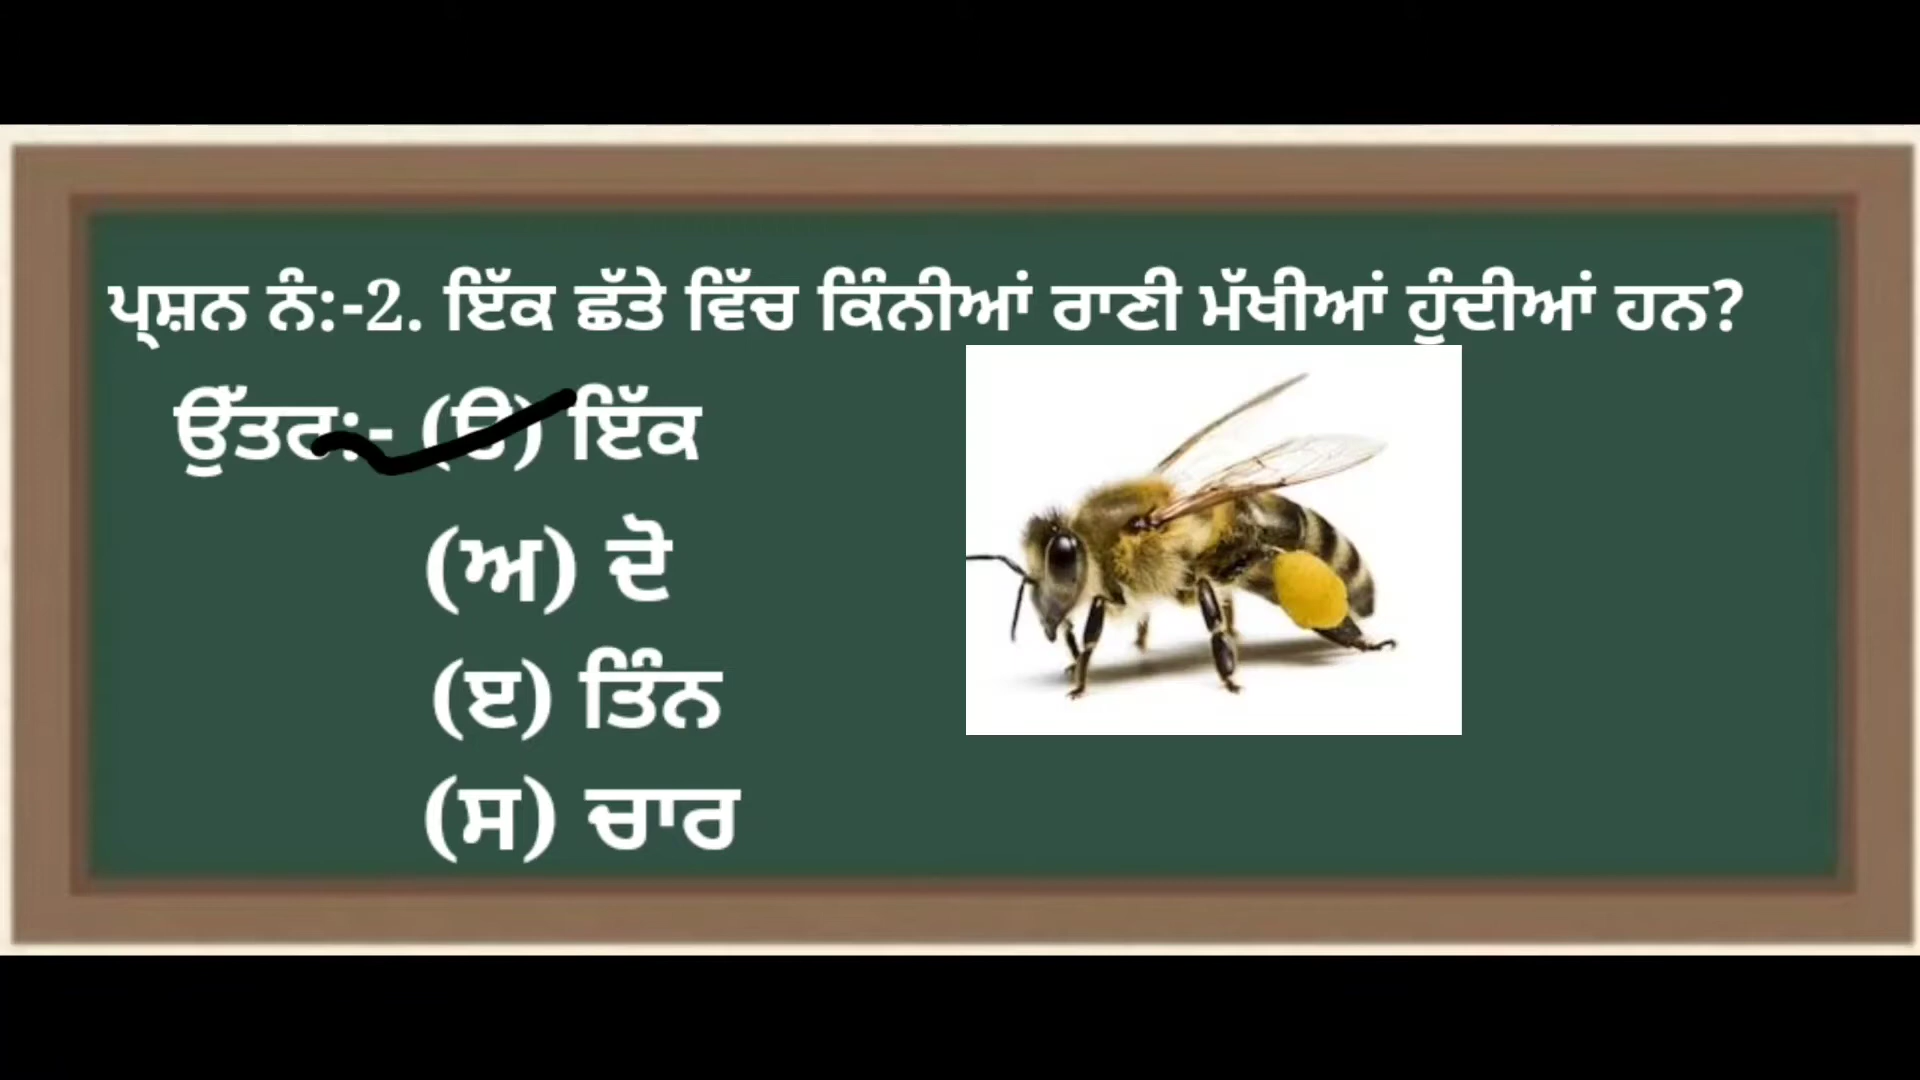 ਪ੍ਰਸ਼ਨ ਨੰ:-2. ਇੱਕ ਛੱਤੇ ਵਿੱਚ ਕਿੰਨੀਆਂ ਰਾਣੀ ਮੱਖੀਆਂ ਹੁੰਦੀਆਂ ਹਨ?
ਉੱਤਰ:- (ੳ) ਇੱਕ
(ਅ) ਦੋ
(ੲ) ਤਿੰਨ
(ਸ) ਚਾਰ